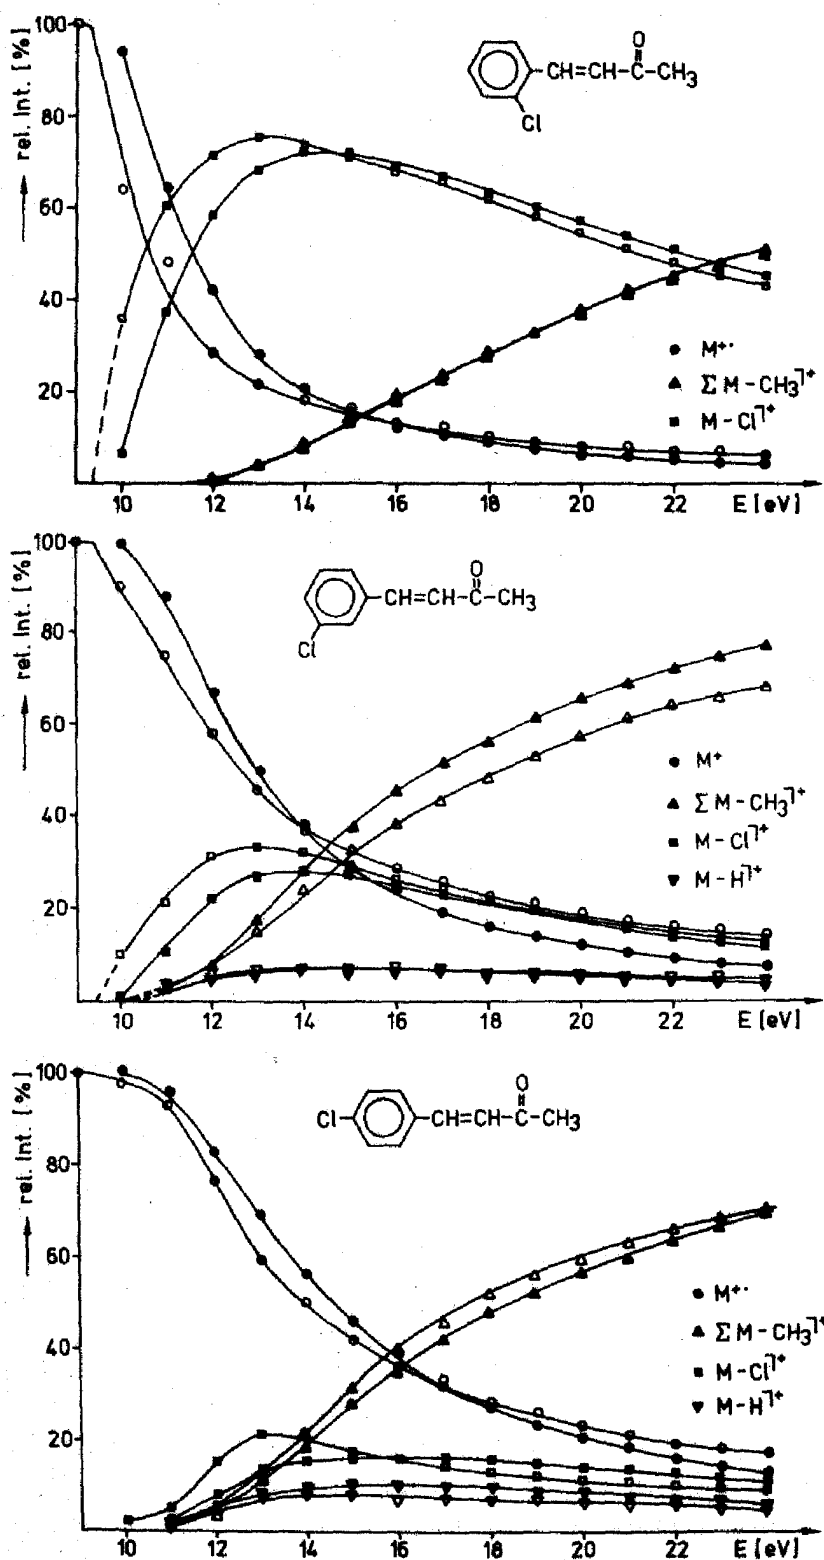 100
rel. Int. [%]
80
60
40
20
O
CH=CH-C-CH₃
Cl
M⁺·
Σ M-CH₃⁺
M-Cl⁺
10 12 14 16 18 20 22 E [eV]
100
rel. Int. [%]
80
60
40
20
O
CH=CH-C-CH₃
Cl
M⁺
Σ M-CH₃⁺
M-Cl⁺
M-H⁺
10 12 14 16 18 20 22 E [eV]
100
rel. Int. [%]
80
60
40
20
O
Cl CH=CH-C-CH₃
M⁺·
Σ M-CH₃⁺
M-Cl⁺
M-H⁺
10 12 14 16 18 20 22 E [eV]